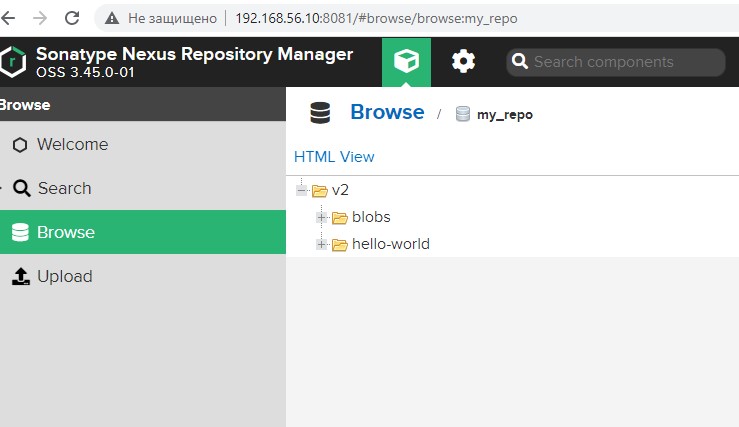 Не защищено 192.168.56.10:8081/#browse/browse:my_repo
Sonatype Nexus Repository Manager
OSS 3.45.0-01
Search components
Browse
Browse / my_repo
Welcome
HTML View
Search
v2
Browse
blobs
hello-world
Upload